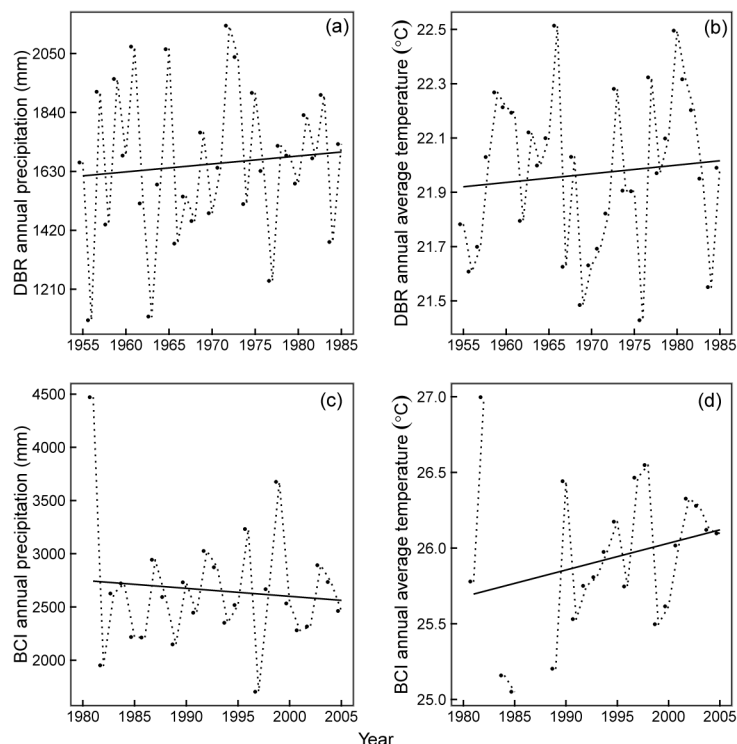 (a)
DBR annual precipitation (mm)
2050
1840
1630
1420
1210
1955 1960 1965 1970 1975 1980 1985
(b)
DBR annual average temperature (°C)
22.5
22.3
22.1
21.9
21.7
21.5
1955 1960 1965 1970 1975 1980 1985
(c)
BCI annual precipitation (mm)
4500
4000
3500
3000
2500
2000
1980 1985 1990 1995 2000 2005
(d)
BCI annual average temperature (°C)
27.0
26.5
26.0
25.5
25.0
1980 1985 1990 1995 2000 2005
Year